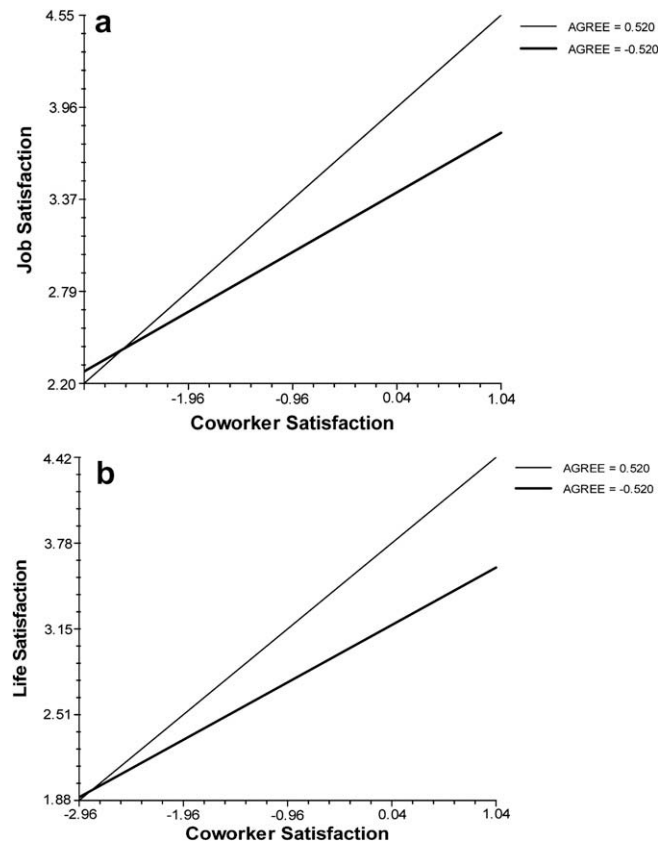 a
4.55
3.96
3.37
2.79
2.20
Job Satisfaction
-1.96 -0.96 0.04 1.04
Coworker Satisfaction
AGREE = 0.520
AGREE = -0.520
b
4.42
3.78
3.15
2.51
1.88
Life Satisfaction
-2.96 -1.96 -0.96 0.04 1.04
Coworker Satisfaction
AGREE = 0.520
AGREE = -0.520